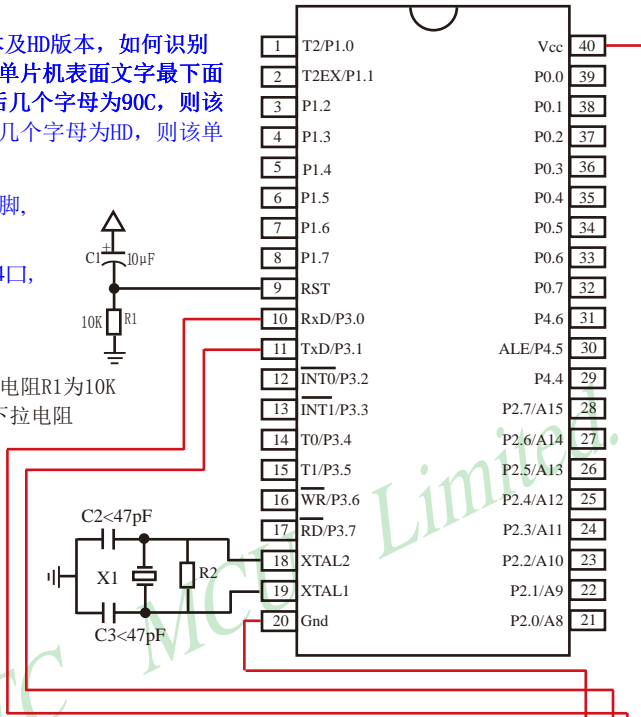 本及HD版本，如何识别
单片机表面文字最下面
后几个字母为90C，则该
几个字母为HD，则该单
脚,
口,
电阻R1为10K
下拉电阻
C1
+
10μF
10K
R1
C2<47pF
X1
R2
C3<47pF
1 T2/P1.0
2 T2EX/P1.1
3 P1.2
4 P1.3
5 P1.4
6 P1.5
7 P1.6
8 P1.7
9 RST
10 RxD/P3.0
11 TxD/P3.1
12 INT0/P3.2
13 INT1/P3.3
14 T0/P3.4
15 T1/P3.5
16 WR/P3.6
17 RD/P3.7
18 XTAL2
19 XTAL1
20 Gnd
Vcc 40
P0.0 39
P0.1 38
P0.2 37
P0.3 36
P0.4 35
P0.5 34
P0.6 33
P0.7 32
P4.6 31
ALE/P4.5 30
P4.4 29
P2.7/A15 28
P2.6/A14 27
P2.5/A13 26
P2.4/A12 25
P2.3/A11 24
P2.2/A10 23
P2.1/A9 22
P2.0/A8 21
MCU Limited.